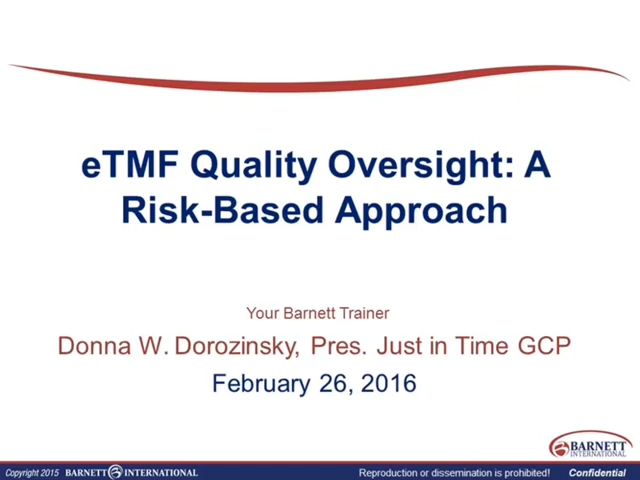 eTMF Quality Oversight: A
Risk-Based Approach
Your Barnett Trainer
Donna W. Dorozinsky, Pres. Just in Time GCP
February 26, 2016
BARNETT
INTERNATIONAL
Copyright 2015 BARNETT INTERNATIONAL
Reproduction or dissemination is prohibited! Confidential